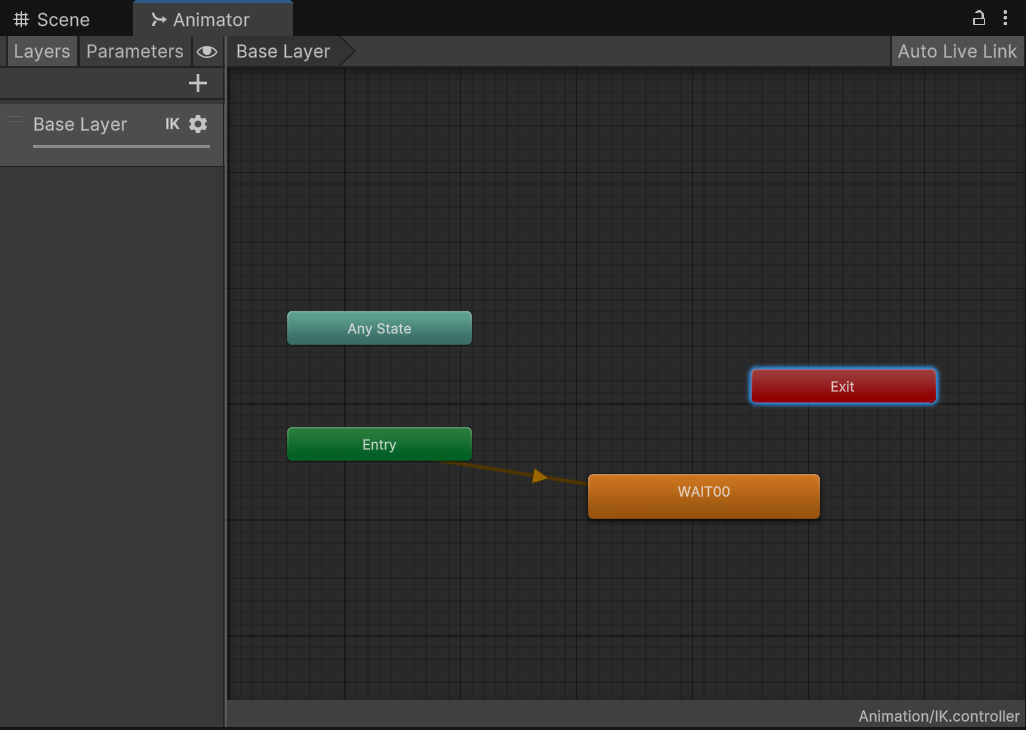 Scene
Animator
Layers
Parameters
Base Layer
Auto Live Link
Base Layer
IK
Any State
Exit
Entry
WAIT00
Animation/IK.controller